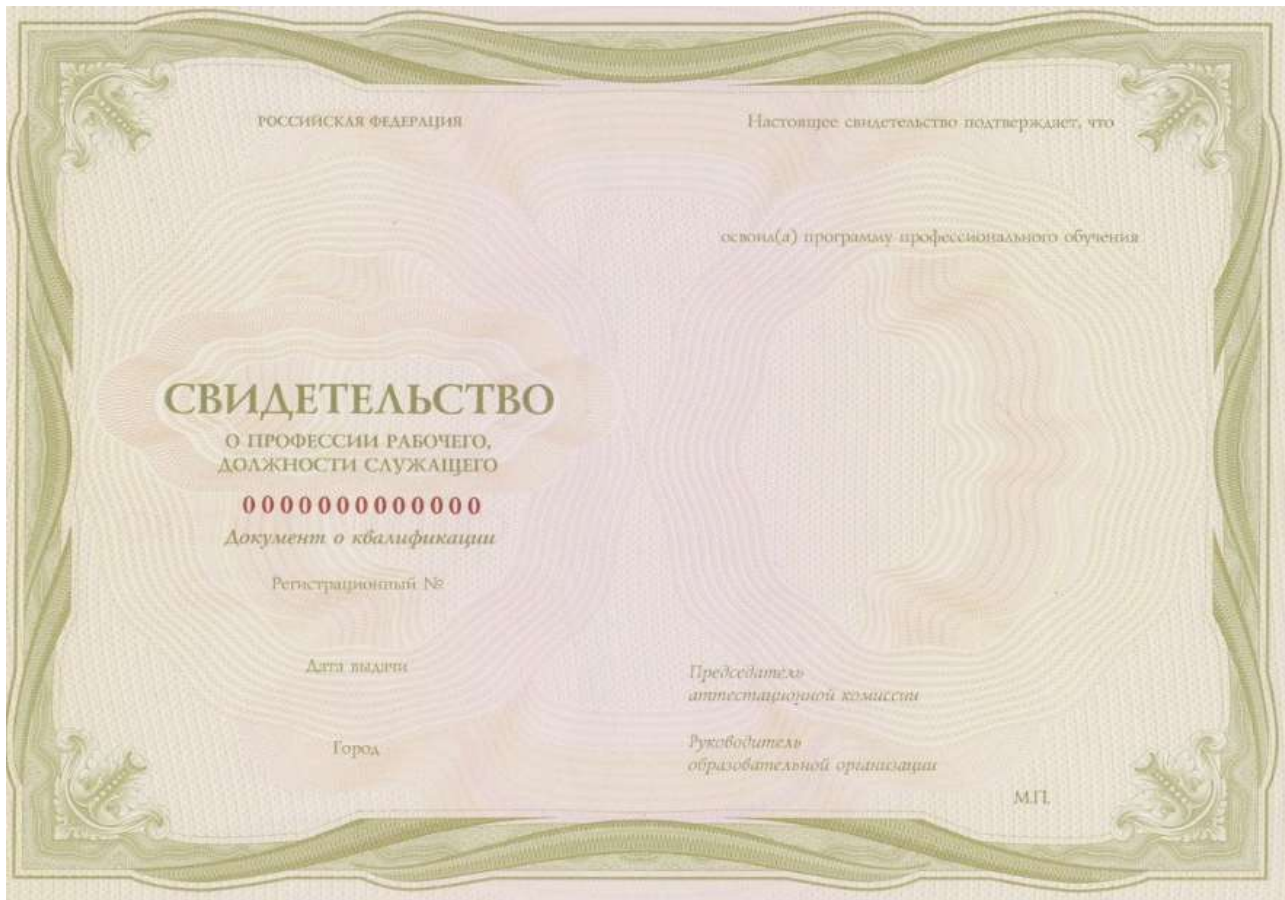 РОССИЙСКАЯ ФЕДЕРАЦИЯ
СВИДЕТЕЛЬСТВО
О ПРОФЕССИИ РАБОЧЕГО,
ДОЛЖНОСТИ СЛУЖАЩЕГО
0000000000000
Документ о квалификации
Регистрационный №
Дата выдачи
Город
Настоящее свидетельство подтверждает, что
освоил(а) программу профессионального обучения
Председатель
аттестационной комиссии
Руководитель
образовательной организации
М.П.